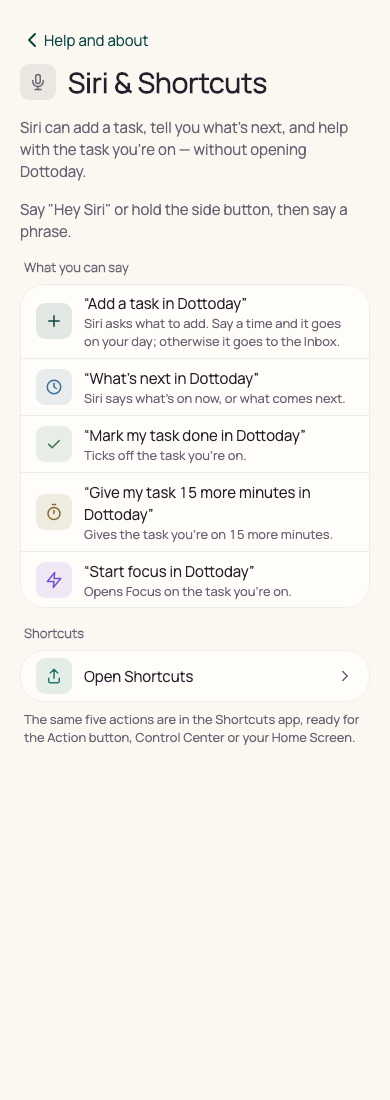 Help and about
Siri & Shortcuts
Siri can add a task, tell you what's next, and help
with the task you're on — without opening
Dottoday.
Say "Hey Siri" or hold the side button, then say a
phrase.
What you can say
“Add a task in Dottoday”
Siri asks what to add. Say a time and it goes
on your day; otherwise it goes to the Inbox.
“What's next in Dottoday”
Siri says what's on now, or what comes next.
“Mark my task done in Dottoday”
Ticks off the task you're on.
“Give my task 15 more minutes in
Dottoday”
Gives the task you're on 15 more minutes.
“Start focus in Dottoday”
Opens Focus on the task you're on.
Shortcuts
Open Shortcuts
The same five actions are in the Shortcuts app, ready for
the Action button, Control Center or your Home Screen.